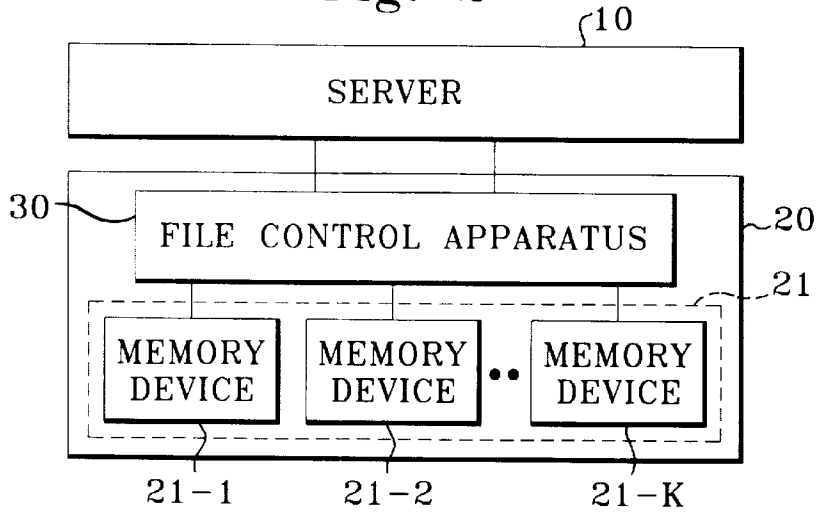 10
SERVER
30
FILE CONTROL APPARATUS
20
21
MEMORY DEVICE
MEMORY DEVICE
••
MEMORY DEVICE
21-1
21-2
21-K